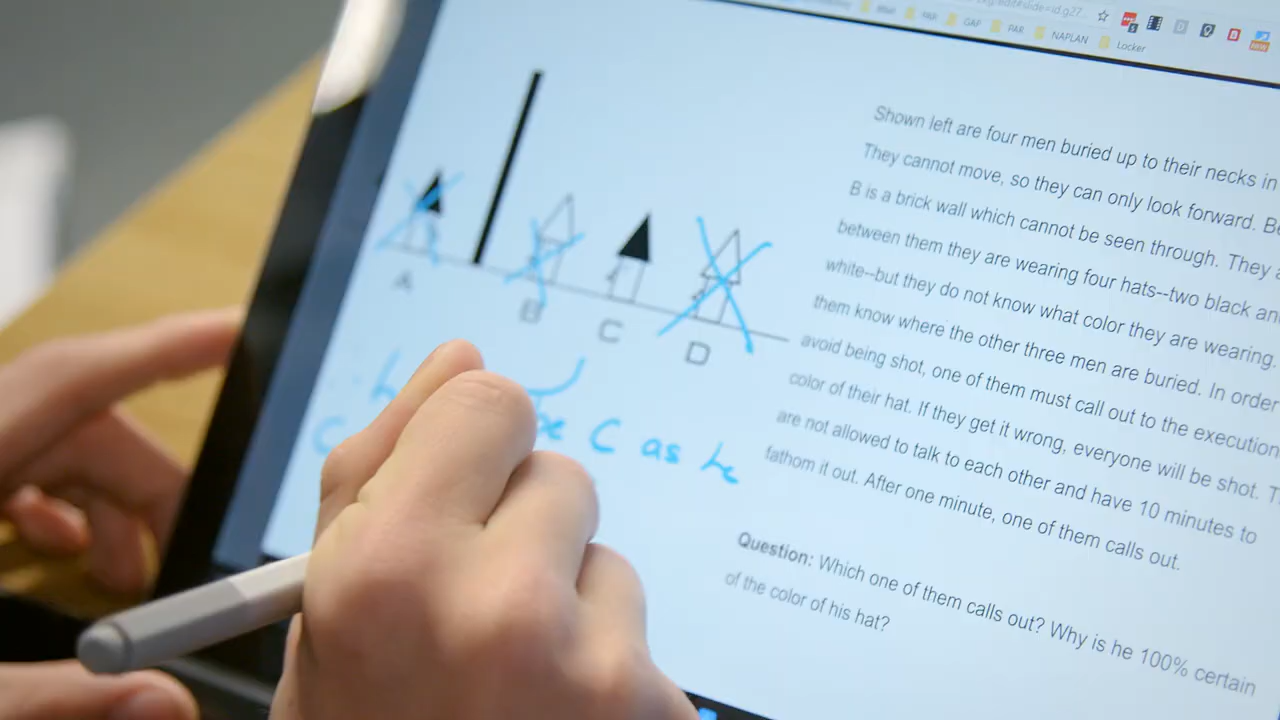 GAP
PAR
NAPLAN
Locker
Shown left are four men buried up to their necks in
They cannot move, so they can only look forward.
B is a brick wall which cannot be seen through. They
between them they are wearing four hats--two black
white--but they do not know what color they are wearing.
them know where the other three men are buried. In order
avoid being shot, one of them must call out to the execution
color of their hat. If they get it wrong, everyone will be shot.
are not allowed to talk to each other and have 10 minutes to
fathom it out. After one minute, one of them calls out.
Question: Which one of them calls out? Why is he 100% certain
of the color of his hat?
A
B
C
D
C as he